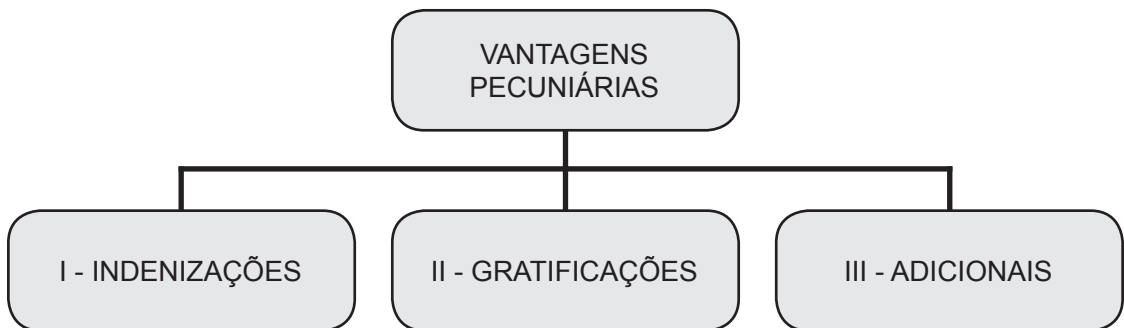 VANTAGENS
PECUNIÁRIAS
I - INDENIZAÇÕES
II - GRATIFICAÇÕES
III - ADICIONAIS